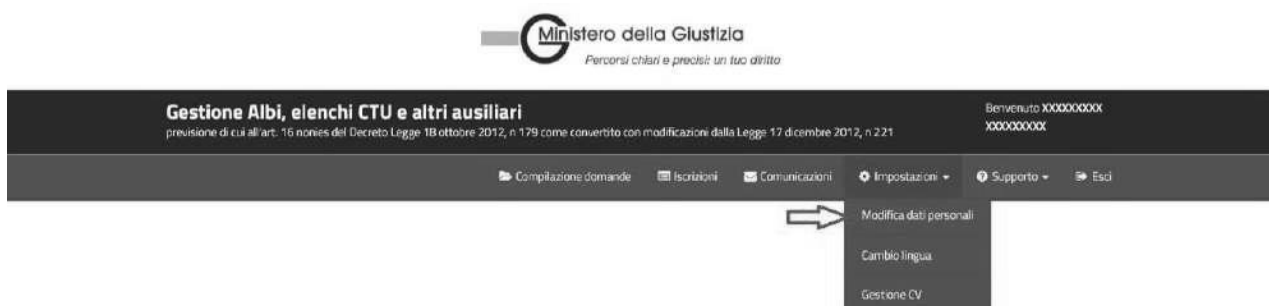 Ministero della Giustizia
Percorsi chiari e precisi: un tuo diritto
Gestione Albi, elenchi CTU e altri ausiliari
previsione di cui all'art. 16 nonies del Decreto Legge 18 ottobre 2012, n 179 come convertito con modificazioni dalla Legge 17 dicembre 2012, n 221
Benvenuto XXXXXXXXX
XXXXXXXXX
Compilazione domande Iscrizioni Comunicazioni Impostazioni Supporto Esci
Modifica dati personali
Cambio lingua
Gestione CV